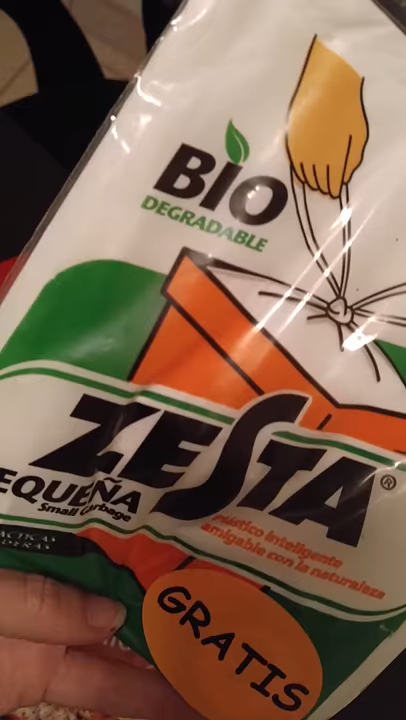 BIO
DEGRADABLE
ZESTA®
EQUEÑA
Small Garbage
plástico inteligente
amigable con la naturaleza
GRATIS